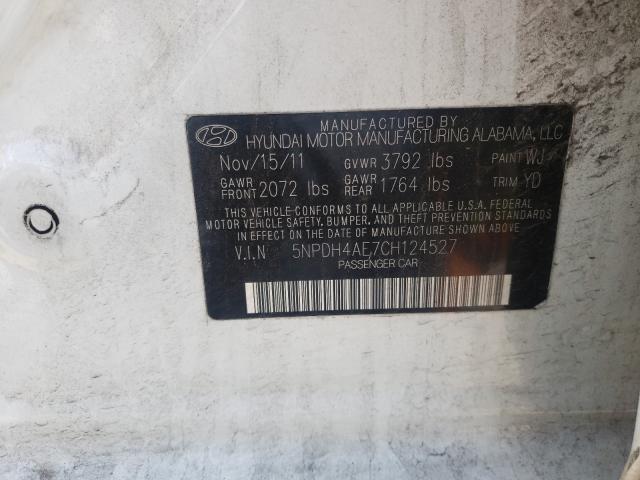 MANUFACTURED BY
HYUNDAI MOTOR MANUFACTURING ALABAMA, LLC
Nov/15/11 GVWR 3792 lbs PAINT WJ
GAWR FRONT 2072 lbs GAWR REAR 1764 lbs TRIM YD
THIS VEHICLE CONFORMS TO ALL APPLICABLE U.S.A. FEDERAL
MOTOR VEHICLE SAFETY, BUMPER, AND THEFT PREVENTION STANDARDS
IN EFFECT ON THE DATE OF MANUFACTURE SHOWN ABOVE.
V.I.N 5NPDH4AE7CH124527
PASSENGER CAR